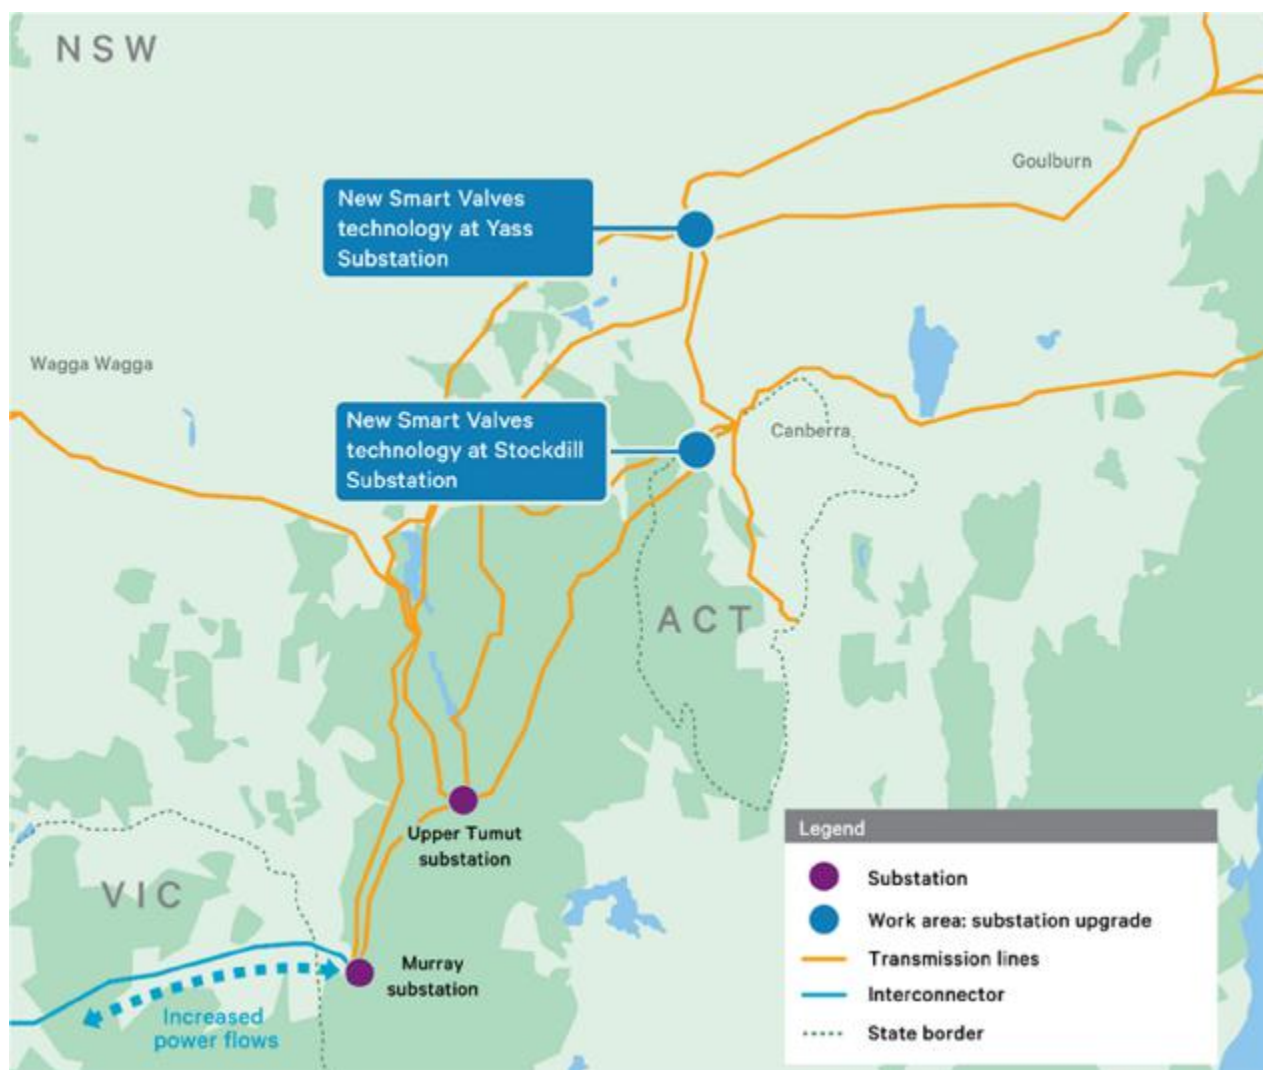 NSW
Goulburn
New Smart Valves
technology at Yass
Substation
Wagga Wagga
New Smart Valves
technology at Stockdill
Substation
Canberra
ACT
Upper Tumut
substation
VIC
Murray
substation
Increased
power flows
Legend
Substation
Work area: substation upgrade
Transmission lines
Interconnector
State border